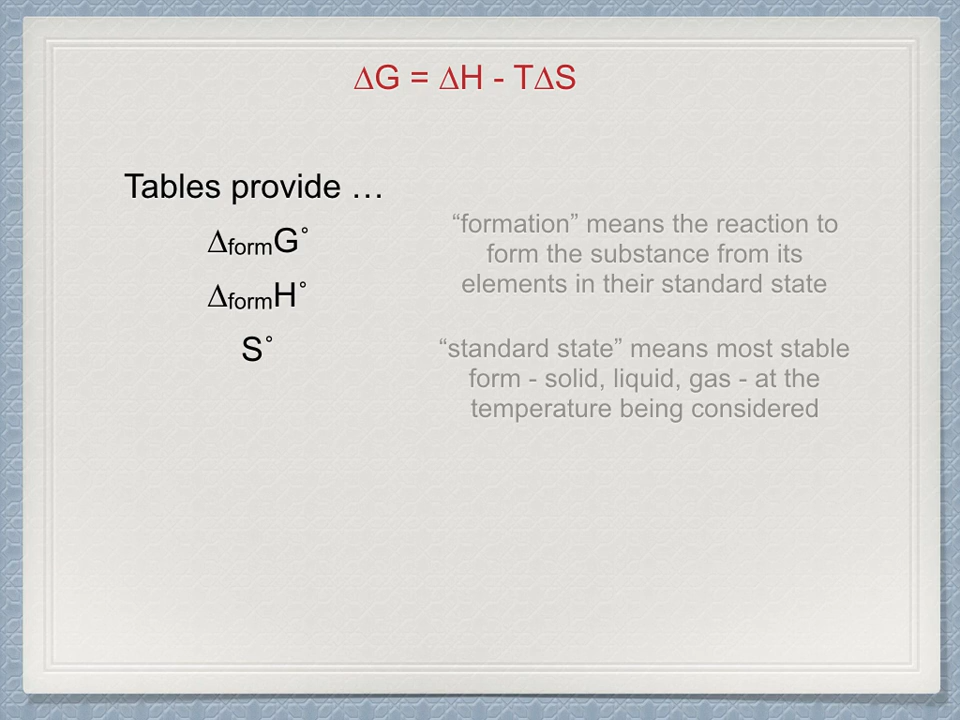 ∆G = ∆H - T∆S
Tables provide …
∆formG˚
∆formH˚
S˚
“formation” means the reaction to
form the substance from its
elements in their standard state
“standard state” means most stable
form - solid, liquid, gas - at the
temperature being considered